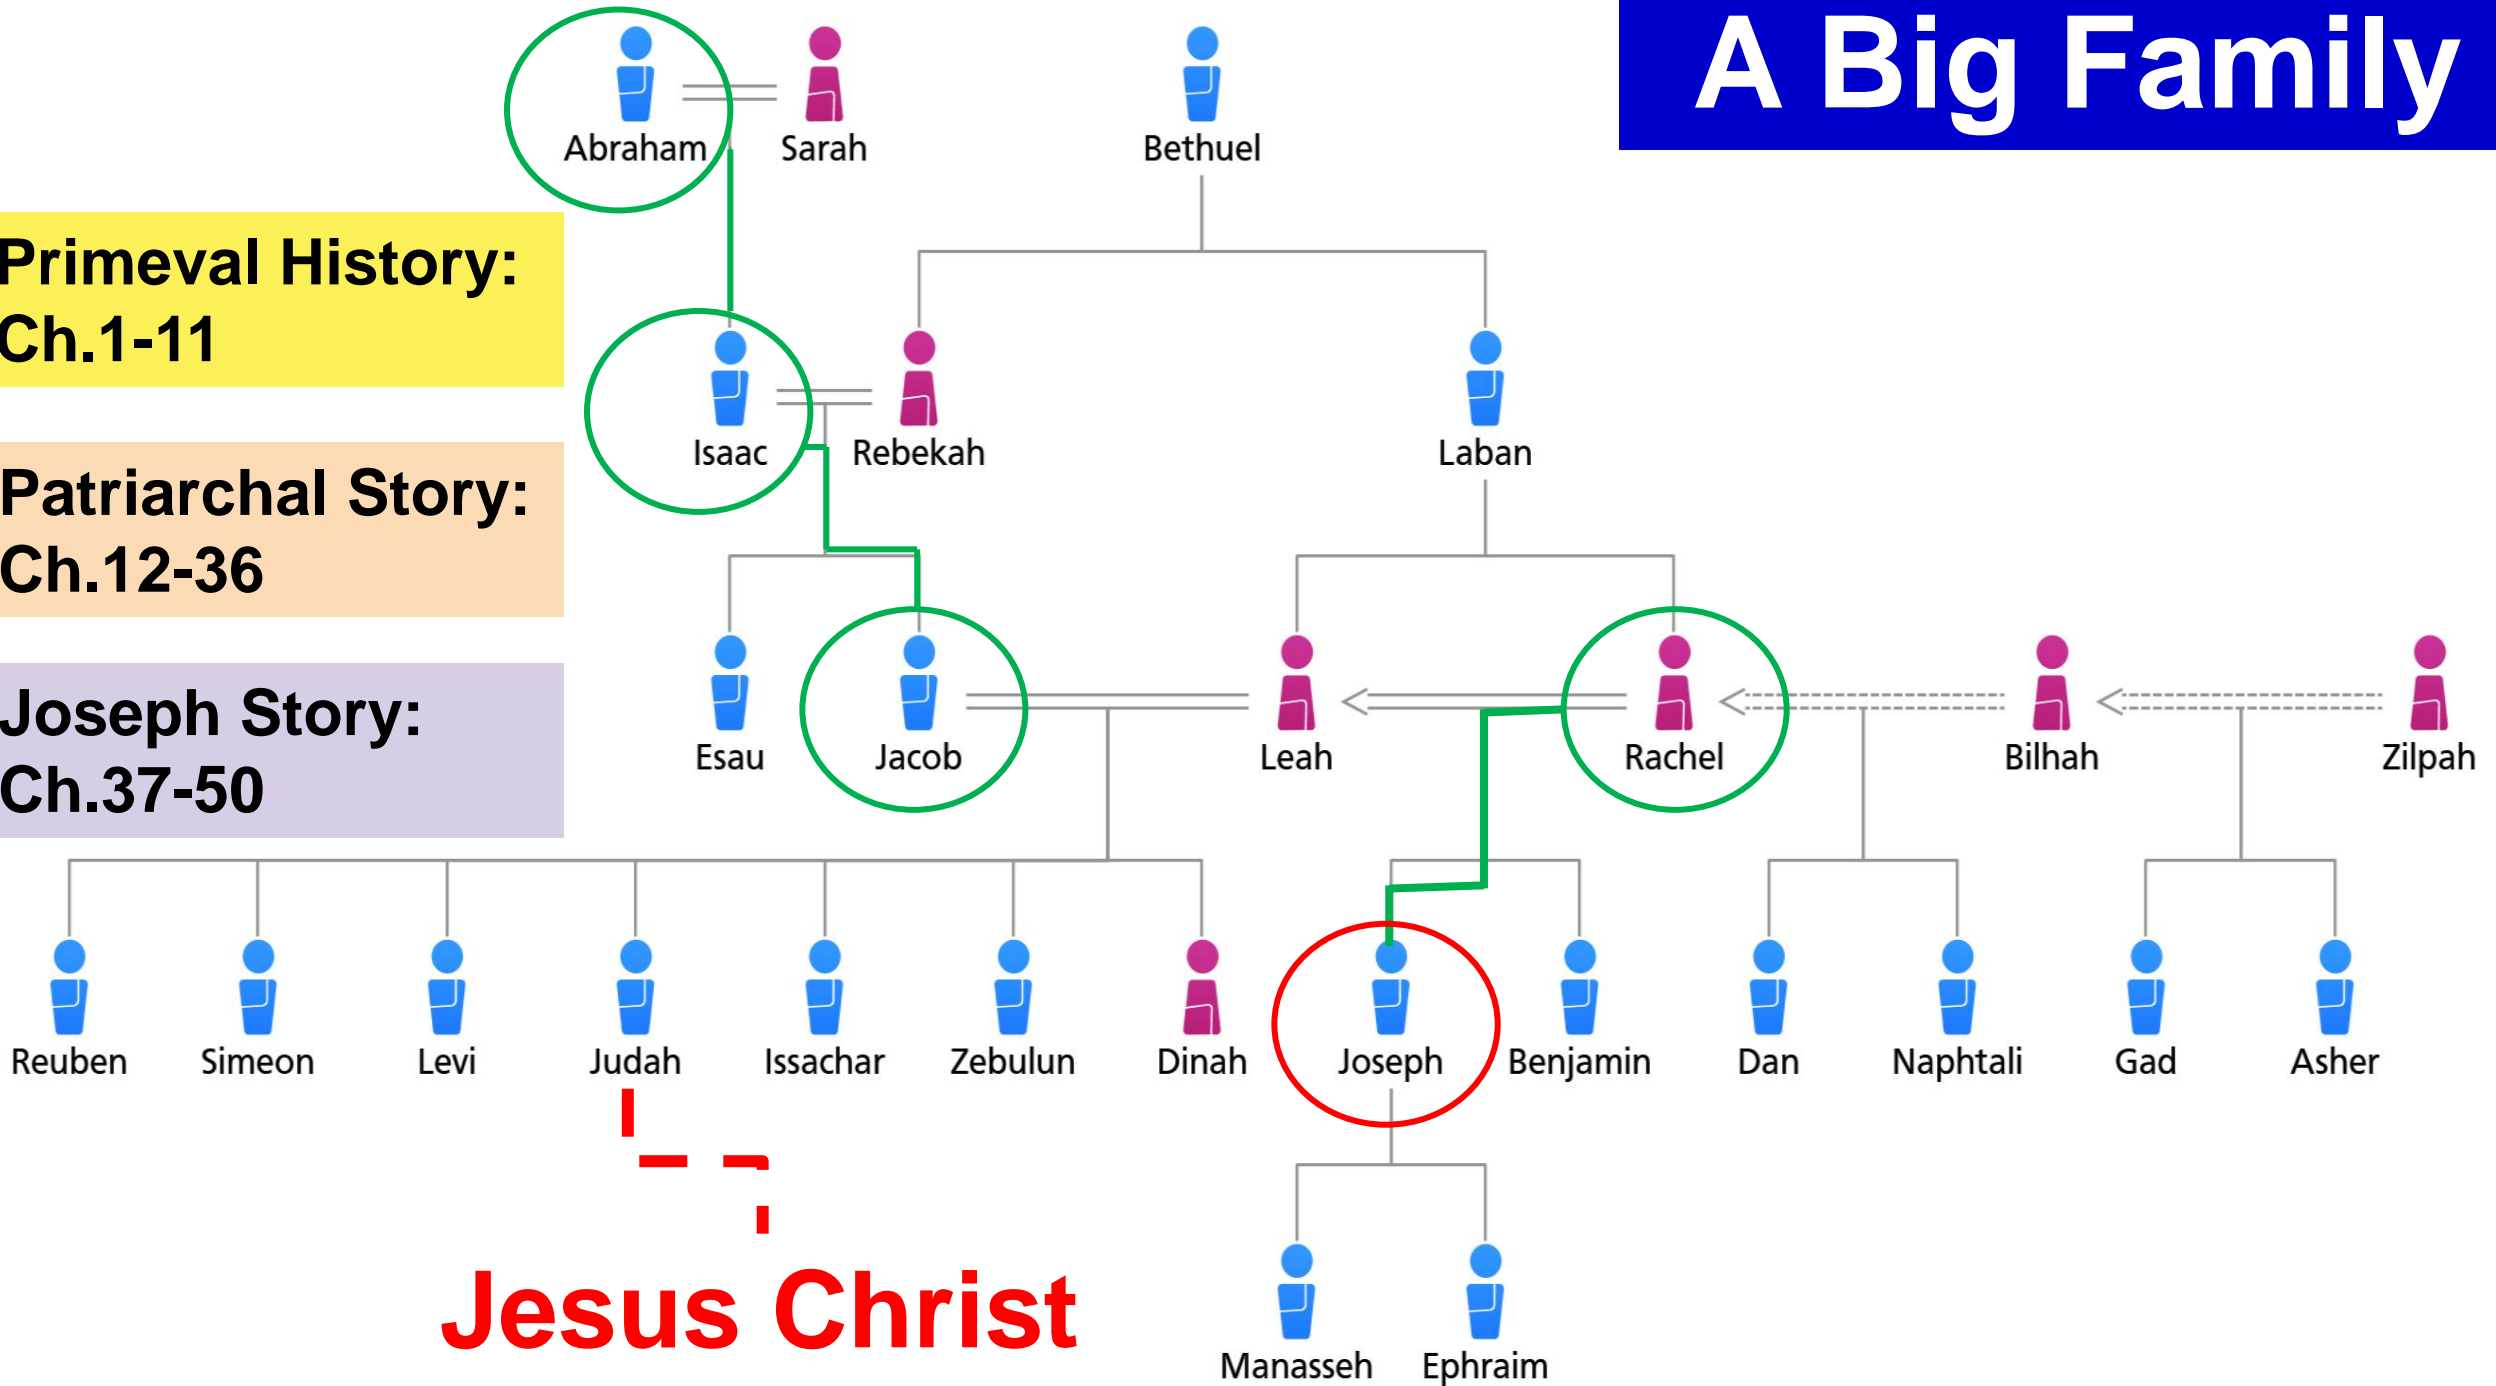 A Big Family
Abraham Sarah Bethuel
Primeval History:
Ch.1-11
Isaac Rebekah Laban
Patriarchal Story:
Ch.12-36
Joseph Story:
Ch.37-50
Esau Jacob Leah Rachel Bilhah Zilpah
Reuben Simeon Levi Judah Issachar Zebulun Dinah Joseph Benjamin Dan Naphtali Gad Asher
Jesus Christ
Manasseh Ephraim